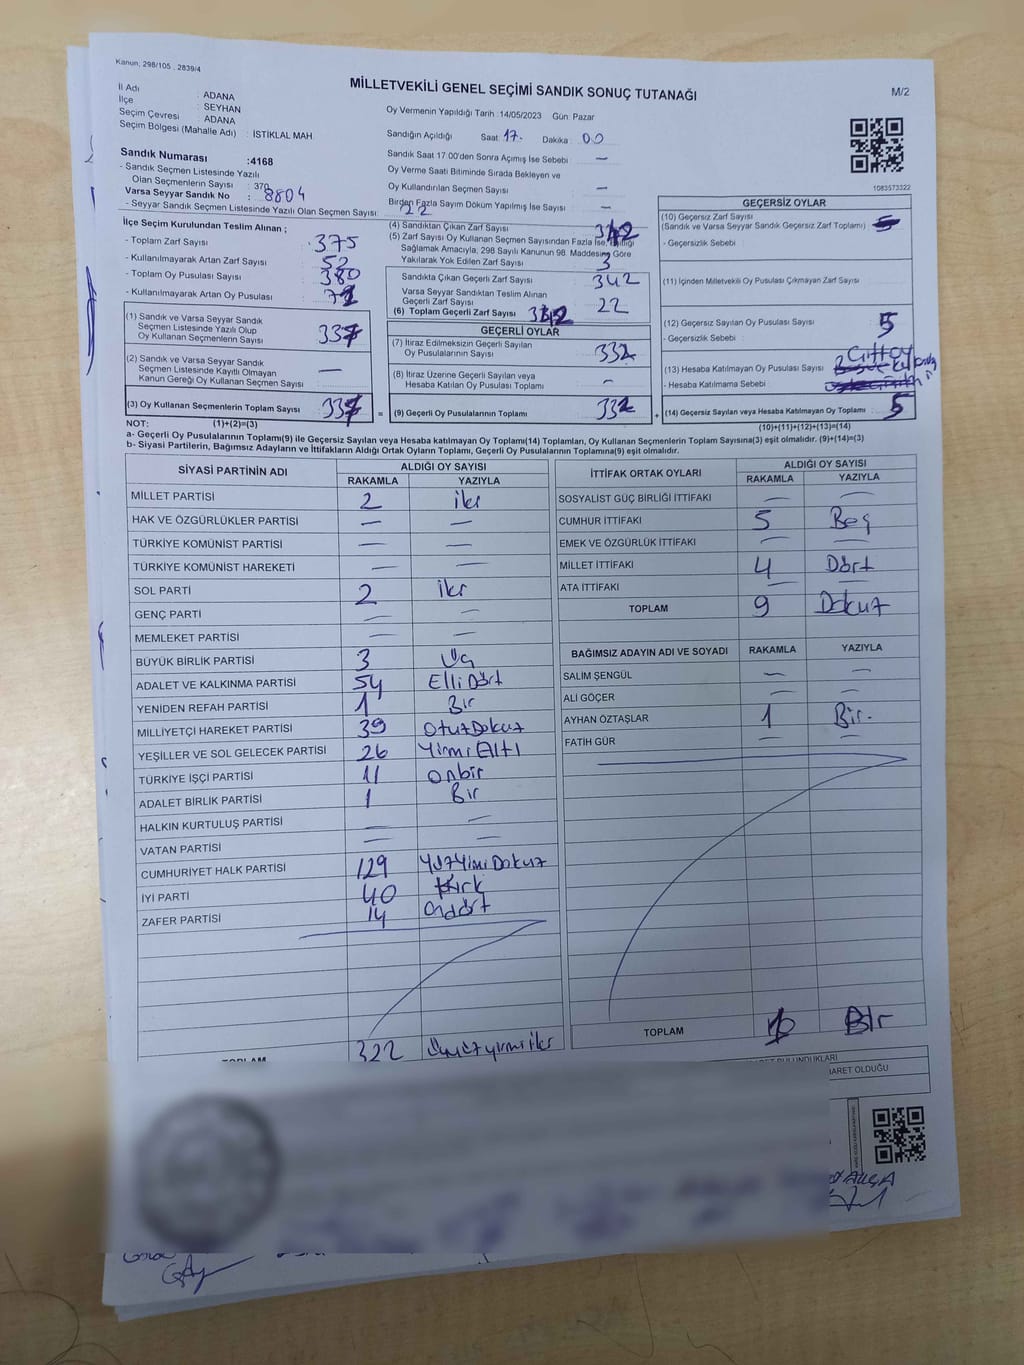 Kanun, 298/105 . 2839/4
MİLLETVEKİLİ GENEL SEÇİMİ SANDIK SONUÇ TUTANAĞI
M/2
İl Adı : ADANA
İlçe : SEYHAN
Seçim Çevresi : ADANA
Seçim Bölgesi (Mahalle Adı) : İSTİKLAL MAH.
Sandık Numarası :4168
- Sandık Seçmen Listesinde Yazılı
Olan Seçmenlerin Sayısı : 370
Varsa Seyyar Sandık No : 8804
- Seyyar Sandık Seçmen Listesinde Yazılı Olan Seçmen Sayısı : 22
Oy Vermenin Yapıldığı Tarih :14/05/2023 Gün: Pazar
Sandığın Açıldığı Saat: 17. Dakika : 00
Sandık Saat 17.00'den Sonra Açımış İse Sebebi : —
Oy Verme Saati Bitiminde Sırada Bekleyen ve
Oy Kullandırılan Seçmen Sayısı : —
Birden Fazla Sayım Döküm Yapılmış İse Sayısı : —
1083573322
İlçe Seçim Kurulundan Teslim Alınan ;
- Toplam Zarf Sayısı : 375
- Kullanılmayarak Artan Zarf Sayısı : 52
- Toplam Oy Pusulası Sayısı : 380
- Kullanılmayarak Artan Oy Pusulası :
(1) Sandık ve Varsa Seyyar Sandık
Seçmen Listesinde Yazılı Olup
Oy Kullanan Seçmenlerin Sayısı : 337
(2) Sandık ve Varsa Seyyar Sandık
Seçmen Listesinde Kayıtlı Olmayan
Kanun Gereği Oy Kullanan Seçmen Sayısı : —
(3) Oy Kullanan Seçmenlerin Toplam Sayısı : 337
(4) Sandıktan Çıkan Zarf Sayısı : 342
(5) Zarf Sayısı Oy Kullanan Seçmen Sayısından Fazla İse,
Sağlamak Amacıyla, 298 Sayılı Kanunun 98. Maddesine Göre
Yakılarak Yok Edilen Zarf Sayısı : 3
Sandıkta Çıkan Geçerli Zarf Sayısı : 342
Varsa Seyyar Sandıktan Teslim Alınan
Geçerli Zarf Sayısı : 22
(6) Toplam Geçerli Zarf Sayısı :
GEÇERLİ OYLAR
(7) İtiraz Edilmeksizin Geçerli Sayılan
Oy Pusulalarının Sayısı : 332
(8) İtiraz Üzerine Geçerli Sayılan veya
Hesaba Katılan Oy Pusulası Toplamı : —
= (9) Geçerli Oy Pusulalarının Toplamı : 332
GEÇERSİZ OYLAR
(10) Geçersiz Zarf Sayısı
(Sandık ve Varsa Seyyar Sandık Geçersiz Zarf Toplamı) :
- Geçersizlik Sebebi :
(11) İçinden Milletvekili Oy Pusulası Çıkmayan Zarf Sayısı :
(12) Geçersiz Sayılan Oy Pusulası Sayısı : 5
- Geçersizlik Sebebi :
(13) Hesaba Katılmayan Oy Pusulası Sayısı :
- Hesaba Katılmama Sebebi :
+ (14) Geçersiz Sayılan veya Hesaba Katılmayan Oy Toplamı : 5
NOT: (1)+(2)=(3) (10)+(11)+(12)+(13)=(14)
a- Geçerli Oy Pusulalarının Toplamı(9) ile Geçersiz Sayılan veya Hesaba katılmayan Oy Toplamı(14) Toplamları, Oy Kullanan Seçmenlerin Toplam Sayısına(3) eşit olmalıdır. (9)+(14)=(3)
b- Siyasi Partilerin, Bağımsız Adayların ve İttifakların Aldığı Ortak Oyların Toplamı, Geçerli Oy Pusulalarının Toplamına(9) eşit olmalıdır.
SİYASİ PARTİNİN ADI ALDIĞI OY SAYISI
RAKAMLA YAZIYLA
MİLLET PARTİSİ 2 iki
HAK VE ÖZGÜRLÜKLER PARTİSİ — —
TÜRKİYE KOMÜNİST PARTİSİ — —
TÜRKİYE KOMÜNİST HAREKETİ — —
SOL PARTİ 2 iki
GENÇ PARTİ — —
MEMLEKET PARTİSİ — —
BÜYÜK BİRLİK PARTİSİ 3 Üç
ADALET VE KALKINMA PARTİSİ 54 Elli Dört
YENİDEN REFAH PARTİSİ 1 Bir
MİLLİYETÇİ HAREKET PARTİSİ 39 OtuzDokuz
YEŞİLLER VE SOL GELECEK PARTİSİ 26 Yirmi Altı
TÜRKİYE İŞÇİ PARTİSİ 11 onbir
ADALET BİRLİK PARTİSİ 1 Bir
HALKIN KURTULUŞ PARTİSİ — —
VATAN PARTİSİ — —
CUMHURİYET HALK PARTİSİ 129 YüzYimiDokuz
İYİ PARTİ 40 Kırk
ZAFER PARTİSİ 14 Ondört
TOPLAM 322 Üçyüzyirmiiki
İTTİFAK ORTAK OYLARI ALDIĞI OY SAYISI
RAKAMLA YAZIYLA
SOSYALİST GÜÇ BİRLİĞİ İTTİFAKI — —
CUMHUR İTTİFAKI 5 Beş
EMEK VE ÖZGÜRLÜK İTTİFAKI — —
MİLLET İTTİFAKI 4 Dört
ATA İTTİFAKI — —
TOPLAM 9 Dokuz
BAĞIMSIZ ADAYIN ADI VE SOYADI RAKAMLA YAZIYLA
SALİM ŞENGÜL — —
ALİ GÖÇER — —
AYHAN ÖZTAŞLAR 1 Bir.
FATİH GÜR — —
TOPLAM Bir
BULUNDUKLARI
İBARET OLDUĞU